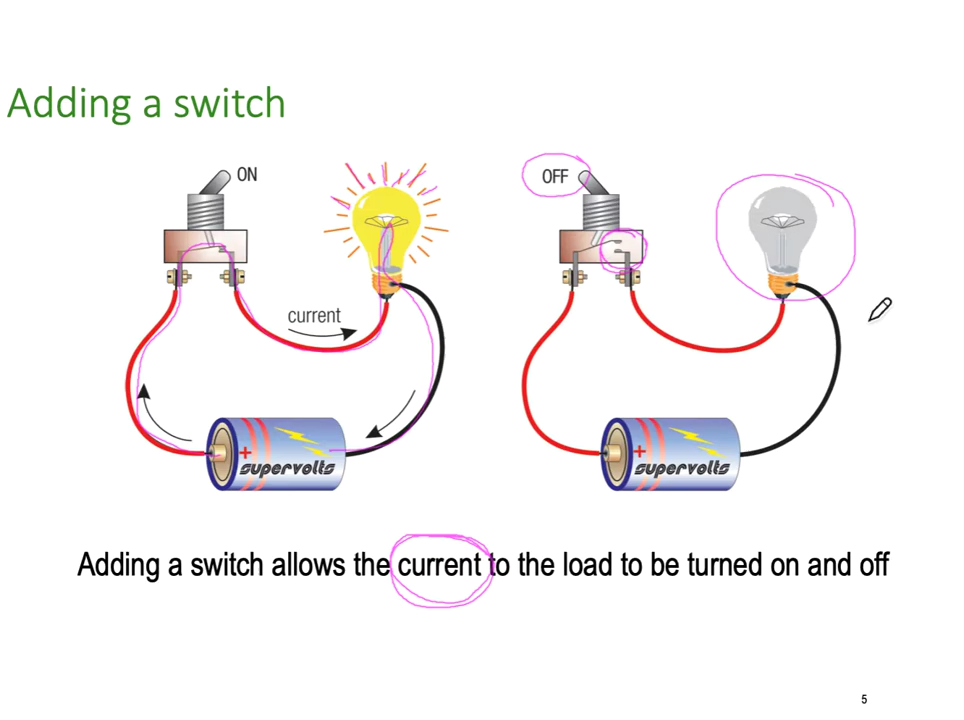 Adding a switch
ON
OFF
current
+
supervolts
+
supervolts
Adding a switch allows the current to the load to be turned on and off
5